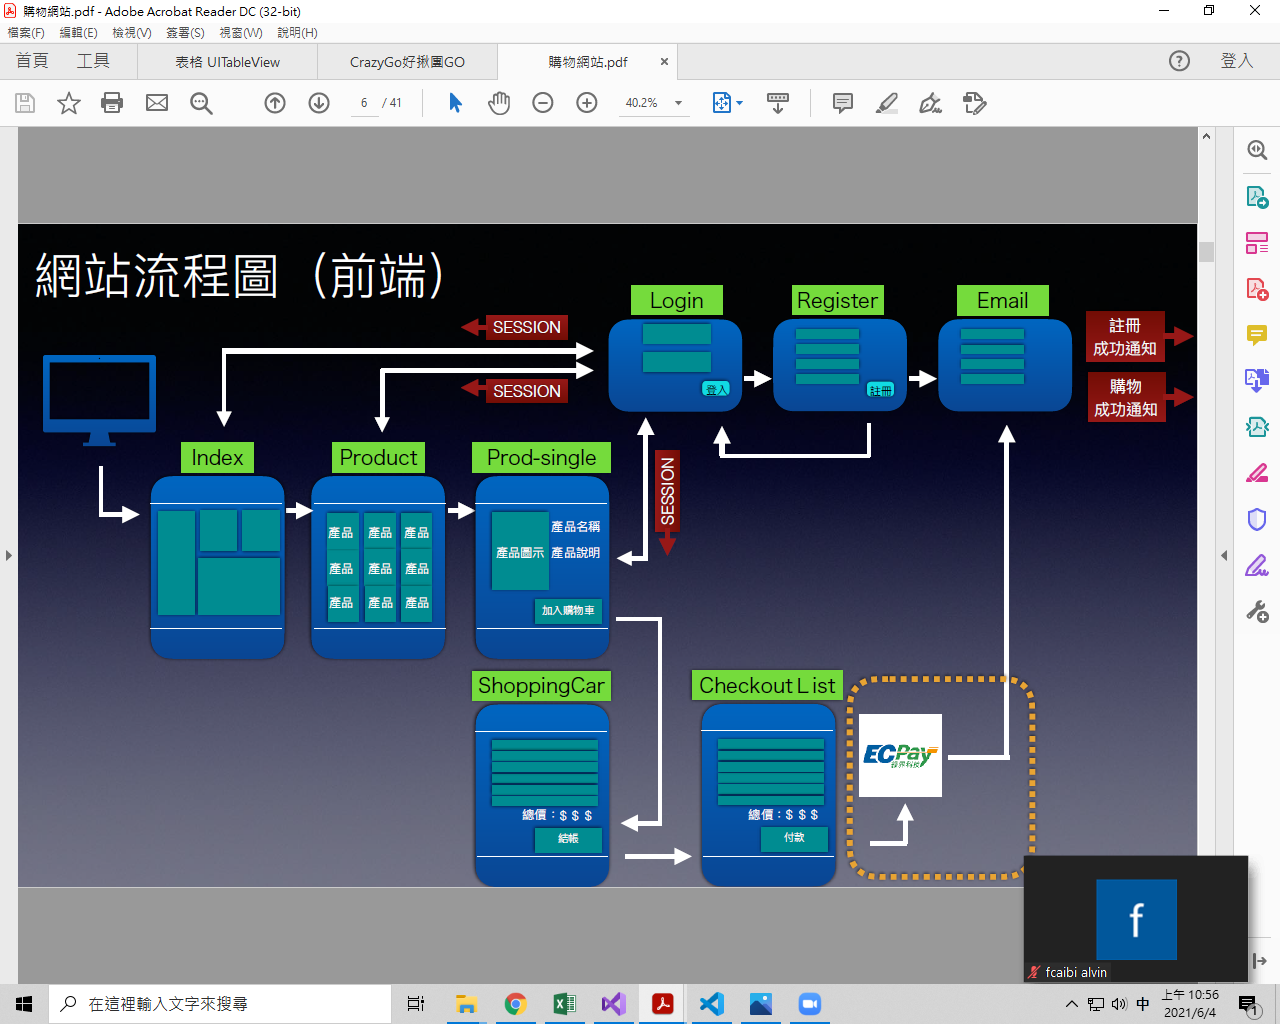 購物網站.pdf - Adobe Acrobat Reader DC (32-bit)
檔案(F) 編輯(E) 檢視(V) 簽署(S) 視窗(W) 說明(H)
首頁 工具 表格 UITableView CrazyGo好揪團GO 購物網站.pdf × 登入
6 / 41 40.2%
網站流程圖（前端）
Login Register Email
SESSION
SESSION
登入
註冊
註冊
成功通知
購物
成功通知
Index Product Prod-single
SESSION
產品 產品 產品
產品 產品 產品
產品 產品 產品
產品圖示
產品名稱
產品說明
加入購物車
ShoppingCar Checkout List
總價：$ $ $
結帳
總價：$ $ $
付款
ECPay
綠界科技
f
fcaibi alvin
在這裡輸入文字來搜尋
中
上午 10:56
2021/6/4
1